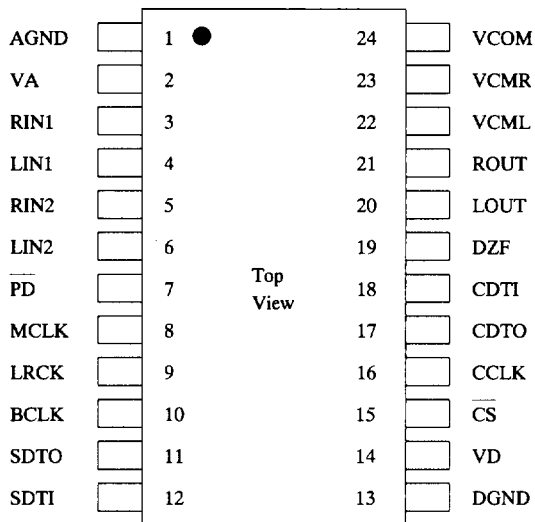 AGND 1 24 VCOM
VA 2 23 VCMR
RIN1 3 22 VCML
LIN1 4 21 ROUT
RIN2 5 20 LOUT
LIN2 6 19 DZF
Top
P̅D̅ 7 18 CDTI
View
MCLK 8 17 CDTO
LRCK 9 16 CCLK
BCLK 10 15 C̅S̅
SDTO 11 14 VD
SDTI 12 13 DGND